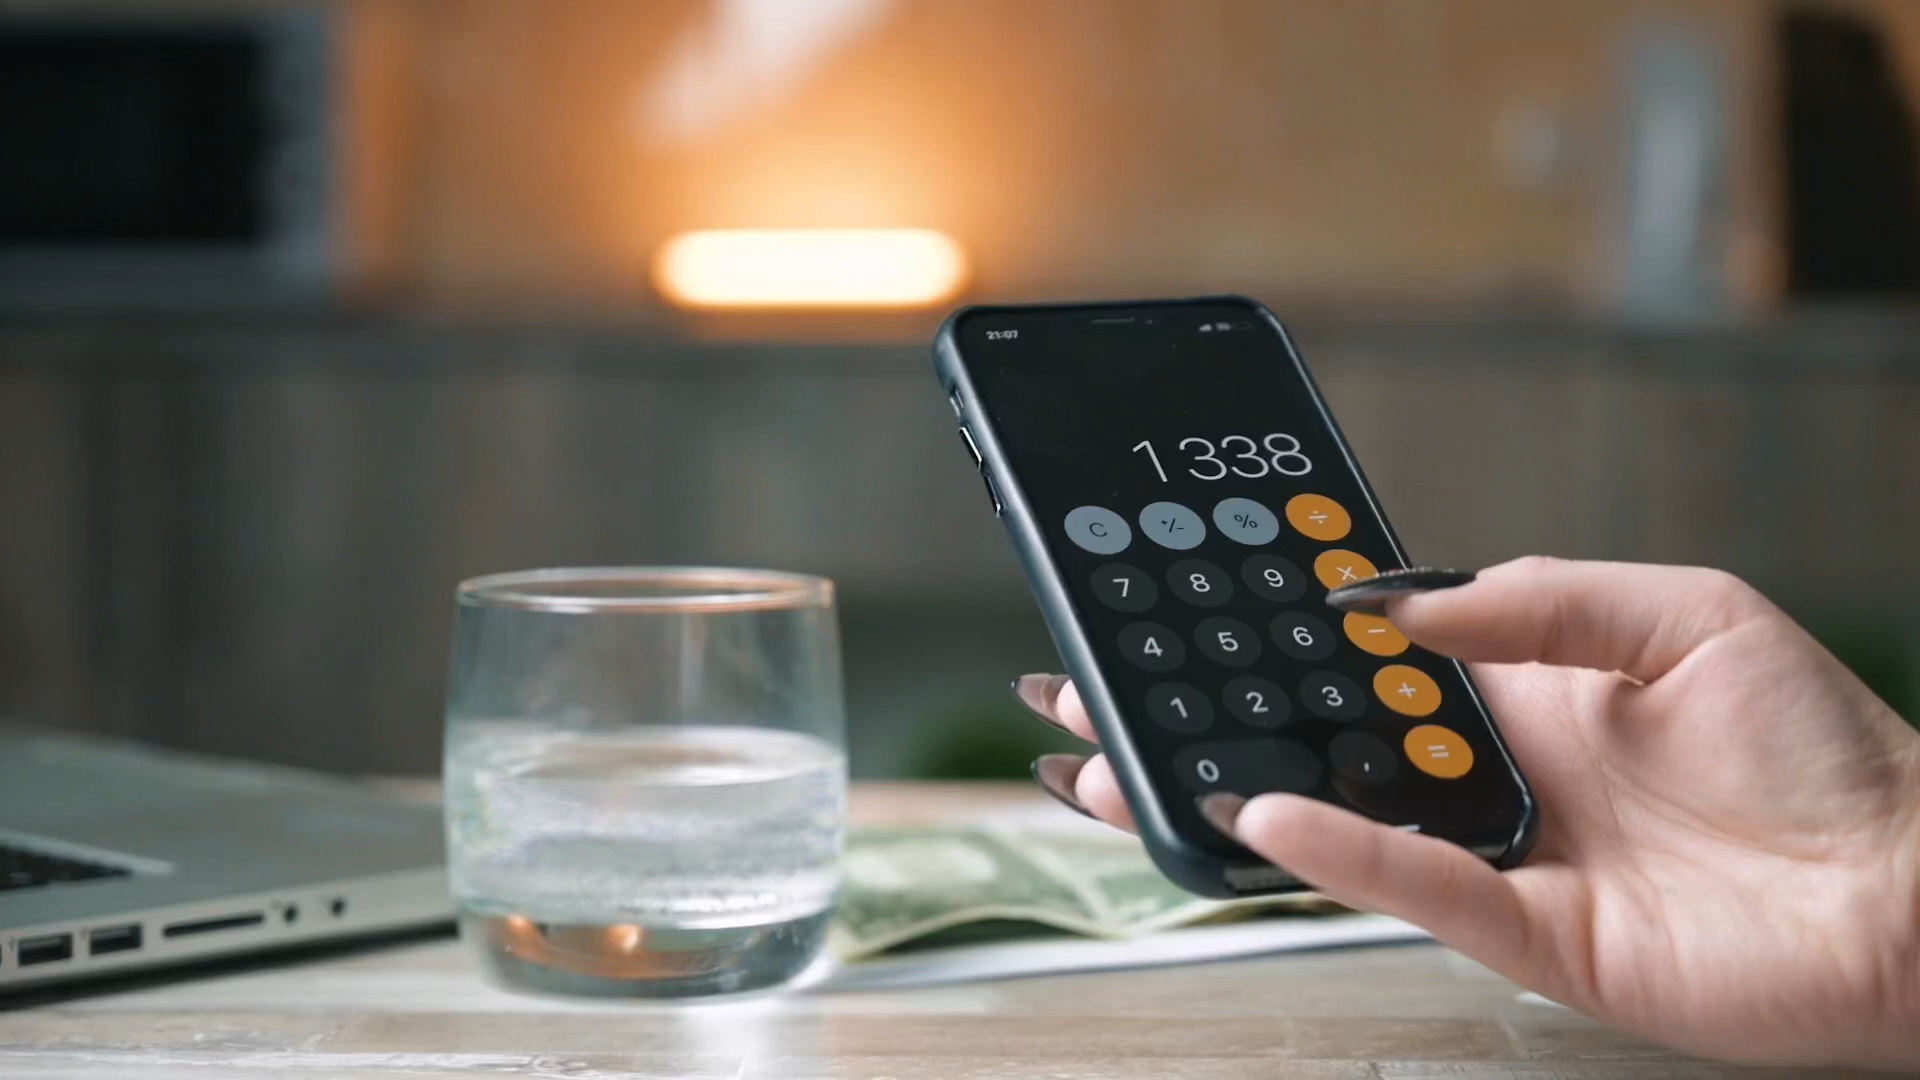 21:07
1 338
C +/- % ÷
7 8 9 ×
4 5 6 −
1 2 3 +
0 , =